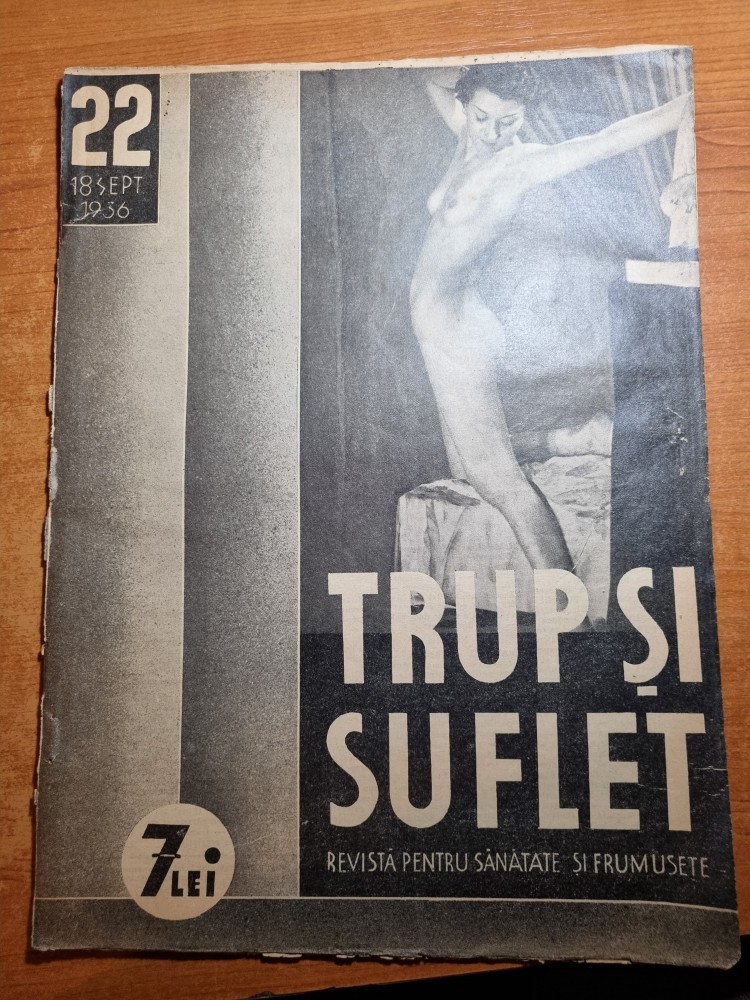 22
18 SEPT
1936
TRUP ȘI
SUFLET
REVISTĂ PENTRU SĂNĂTATE ȘI FRUMUSEȚE
7 LEI